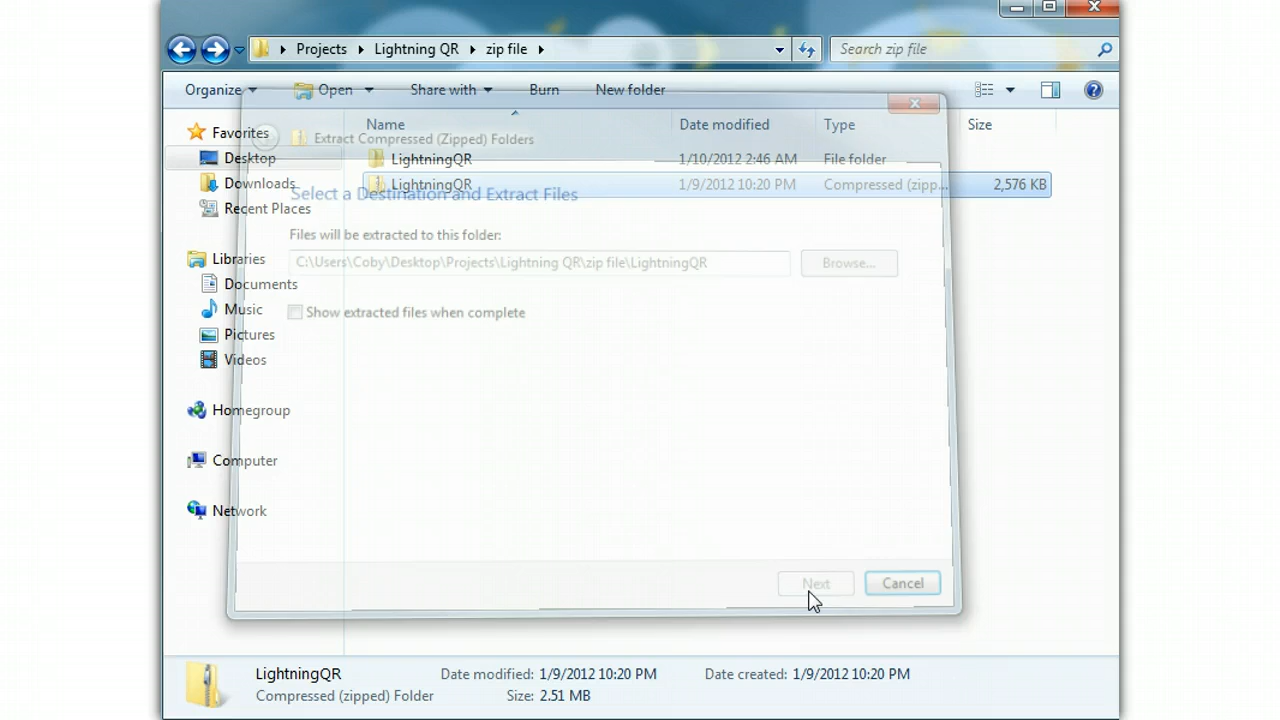 Projects Lightning QR zip file Search zip file
Organize Open Share with Burn New folder
Name Date modified Type Size
Favorites
Extract Compressed (Zipped) Folders
Desktop
LightningQR 1/10/2012 2:46 AM File folder
Downloads
LightningQR 1/9/2012 10:20 PM Compressed (zipp... 2,576 KB
Select a Destination and Extract Files
Recent Places
Files will be extracted to this folder:
Libraries
C:\Users\Coby\Desktop\Projects\Lightning QR\zip file\LightningQR Browse...
Documents
Music
Show extracted files when complete
Pictures
Videos
Homegroup
Computer
Network
Next Cancel
LightningQR Date modified: 1/9/2012 10:20 PM Date created: 1/9/2012 10:20 PM
Compressed (zipped) Folder Size: 2.51 MB